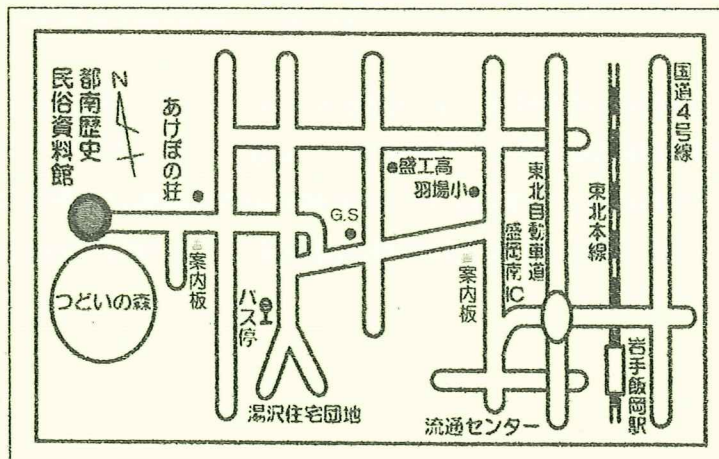 都南歴史
民俗資料館
N
あけぼの荘
案内板
つどいの森
バス停
湯沢住宅団地
G.S
盛工高
羽場小
案内板
盛岡南IC
東北自動車道
流通センター
東北本線
岩手飯岡駅
国道4号線